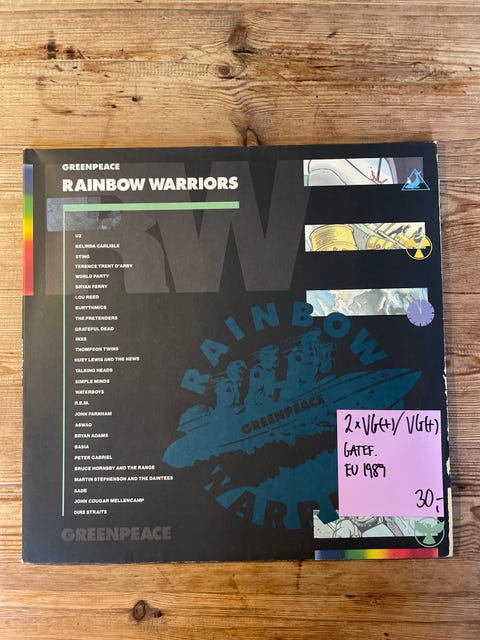 GREENPEACE
RAINBOW WARRIORS
RW
U2
BELINDA CARLISLE
STING
TERENCE TRENT D'ARBY
WORLD PARTY
BRYAN FERRY
LOU REED
EURYTHMICS
THE PRETENDERS
GRATEFUL DEAD
INXS
THOMPSON TWINS
HUEY LEWIS AND THE NEWS
TALKING HEADS
SIMPLE MINDS
WATERBOYS
R.E.M.
JOHN FARNHAM
ASWAD
BRYAN ADAMS
BASIA
PETER GABRIEL
BRUCE HORNSBY AND THE RANGE
MARTIN STEPHENSON AND THE DAINTEES
SADE
JOHN COUGAR MELLENCAMP
DIRE STRAITS
GREENPEACE
RAINBOW
GREENPEACE
2 x VG(+)/VG(+)
GATEF.
EU 1989
30,-